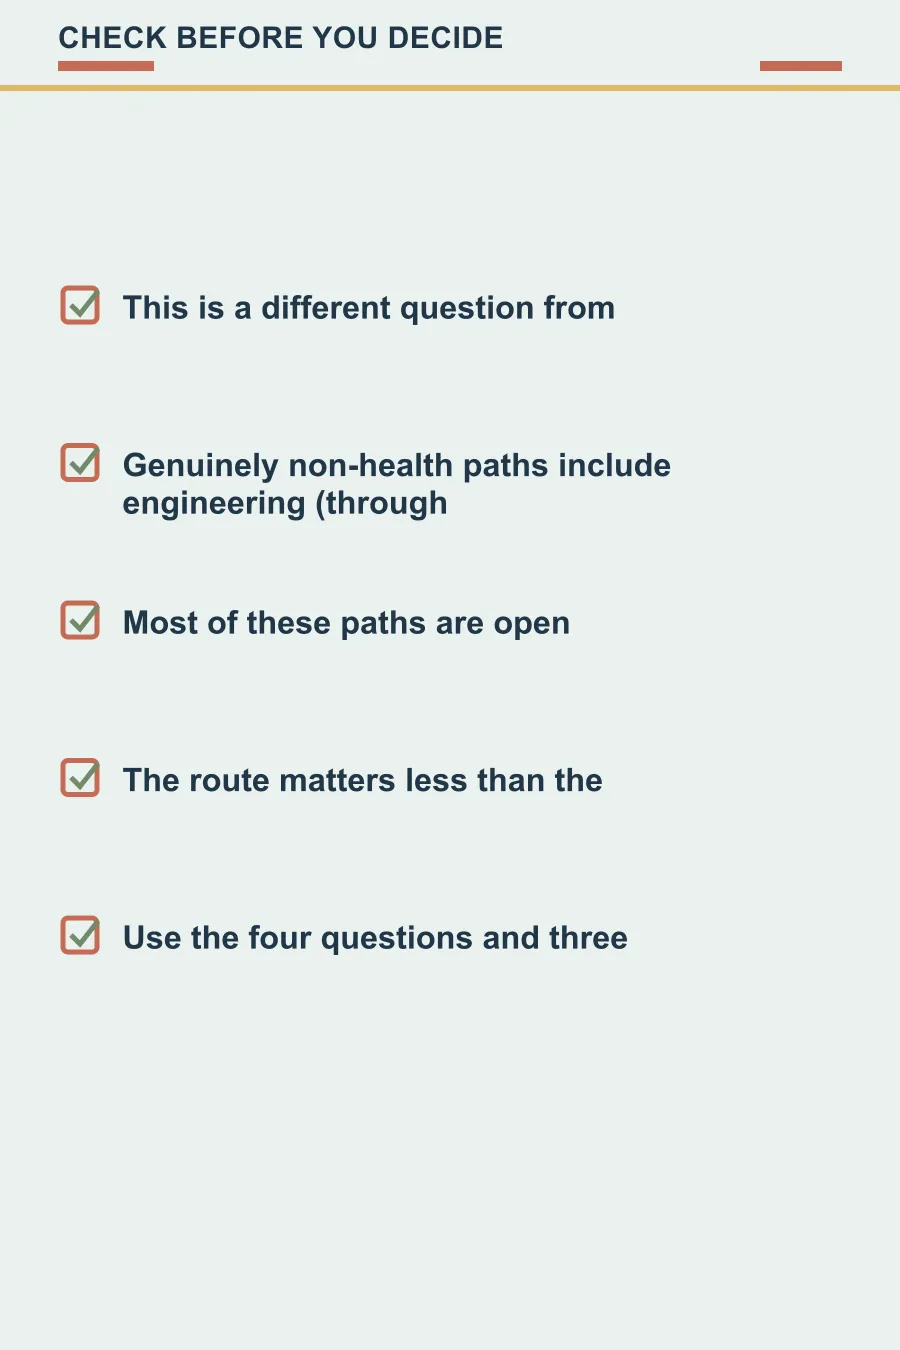 CHECK BEFORE YOU DECIDE
This is a different question from
Genuinely non-health paths include
engineering (through
Most of these paths are open
The route matters less than the
Use the four questions and three